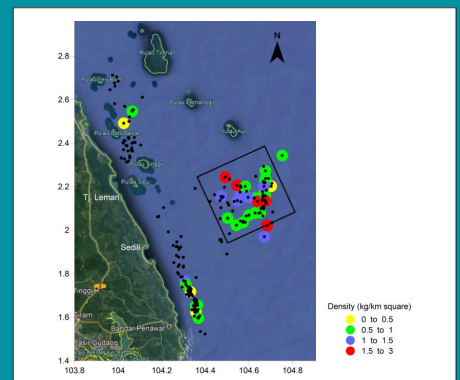 N
2.8
Pulau Tioman
2.6
Pulau Pemanggil
2.4
Pulau Aur
Pulau Tinggi
2.2
Pulau Sibu
Tj. Leman
2
Sedili
1.8
Tinggi
1.6
Bandar Penawar
Pasir Gudang
1.4
103.8
104
104.2
104.4
104.6
104.8
Density (kg/km square)
0 to 0.5
0.5 to 1
1 to 1.5
1.5 to 3